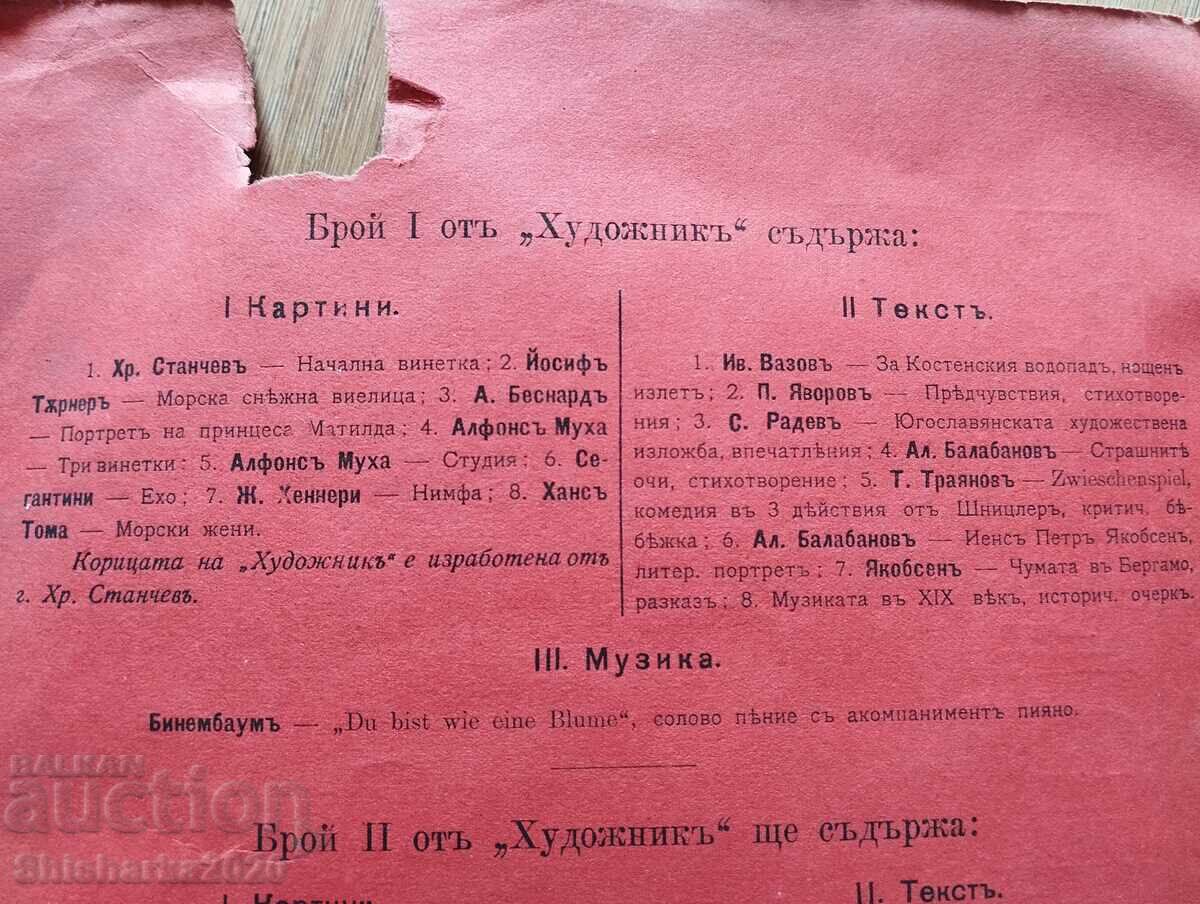 Брой I отъ „Художникъ“ съдържа:
I Картини.
1. Хр. Станчевъ — Начална винетка; 2. Йосифъ
Тѫрнеръ — Морска снѣжна виелица; 3. А. Беснардъ
— Портретъ на принцеса Матилда; 4. Алфонсъ Муха
— Три винетки; 5. Алфонсъ Муха — Студия; 6. Се-
гантини — Ехо; 7. Ж. Хеннери — Нимфа; 8. Хансъ
Тома — Морски жени.
Корицата на „Художникъ“ е изработена отъ
г. Хр. Станчевъ.
II Текстъ.
1. Ив. Вазовъ — За Костенския водопадъ, нощенъ
излетъ; 2. П. Яворовъ — Прѣдчувствия, стихотворе-
ния; 3. С. Радевъ — Югославянската художествена
изложба, впечатлѣния; 4. Ал. Балабановъ — Страшнитѣ
очи, стихотворение; 5. Т. Траяновъ — Zwieschenspiel,
комедия въ 3 дѣйствия отъ Шницлеръ, критич. бѣ-
бѣжка; 6. Ал. Балабановъ — Иенсъ Петръ Якобсенъ,
литер. портретъ; 7. Якобсенъ — Чумата въ Бергамо,
разказъ; 8. Музиката въ XIX вѣкъ, историч. очеркъ.
III. Музика.
Бинембаумъ — „Du bist wie eine Blume“, солово пѣние съ акомпаниментъ пияно.
Брой II отъ „Художникъ“ ще съдържа:
I Картини.
II. Текстъ.
BALKAN
auction
Shieharka2020